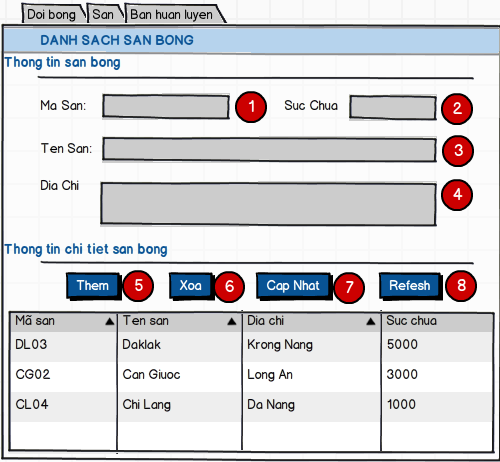 Doi bong San Ban huan luyen
DANH SACH SAN BONG
Thong tin san bong
Ma San: 1 Suc Chua 2
Ten San: 3
Dia Chi 4
Thong tin chi tiet san bong
Them 5 Xoa 6 Cap Nhat 7 Refesh 8
Mã san Ten san Dia chi Suc chua
DL03 Daklak Krong Nang 5000
CG02 Can Giuoc Long An 3000
CL04 Chi Lang Da Nang 1000